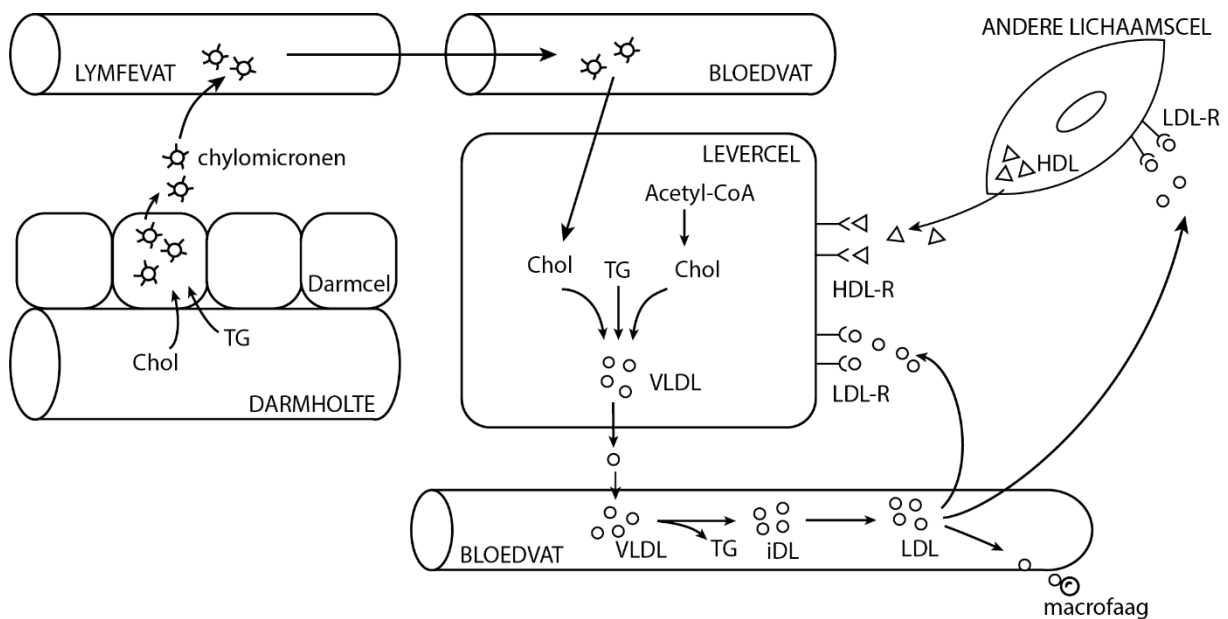 ANDERE LICHAAMSCEL
LYMFEVAT
BLOEDVAT
LDL-R
chylomicronen
LEVERCEL
HDL
Acetyl-CoA
Chol
TG
Chol
HDL-R
Darmcel
TG
Chol
VLDL
LDL-R
DARMHOLTE
BLOEDVAT
VLDL
TG
iDL
LDL
macrofaag